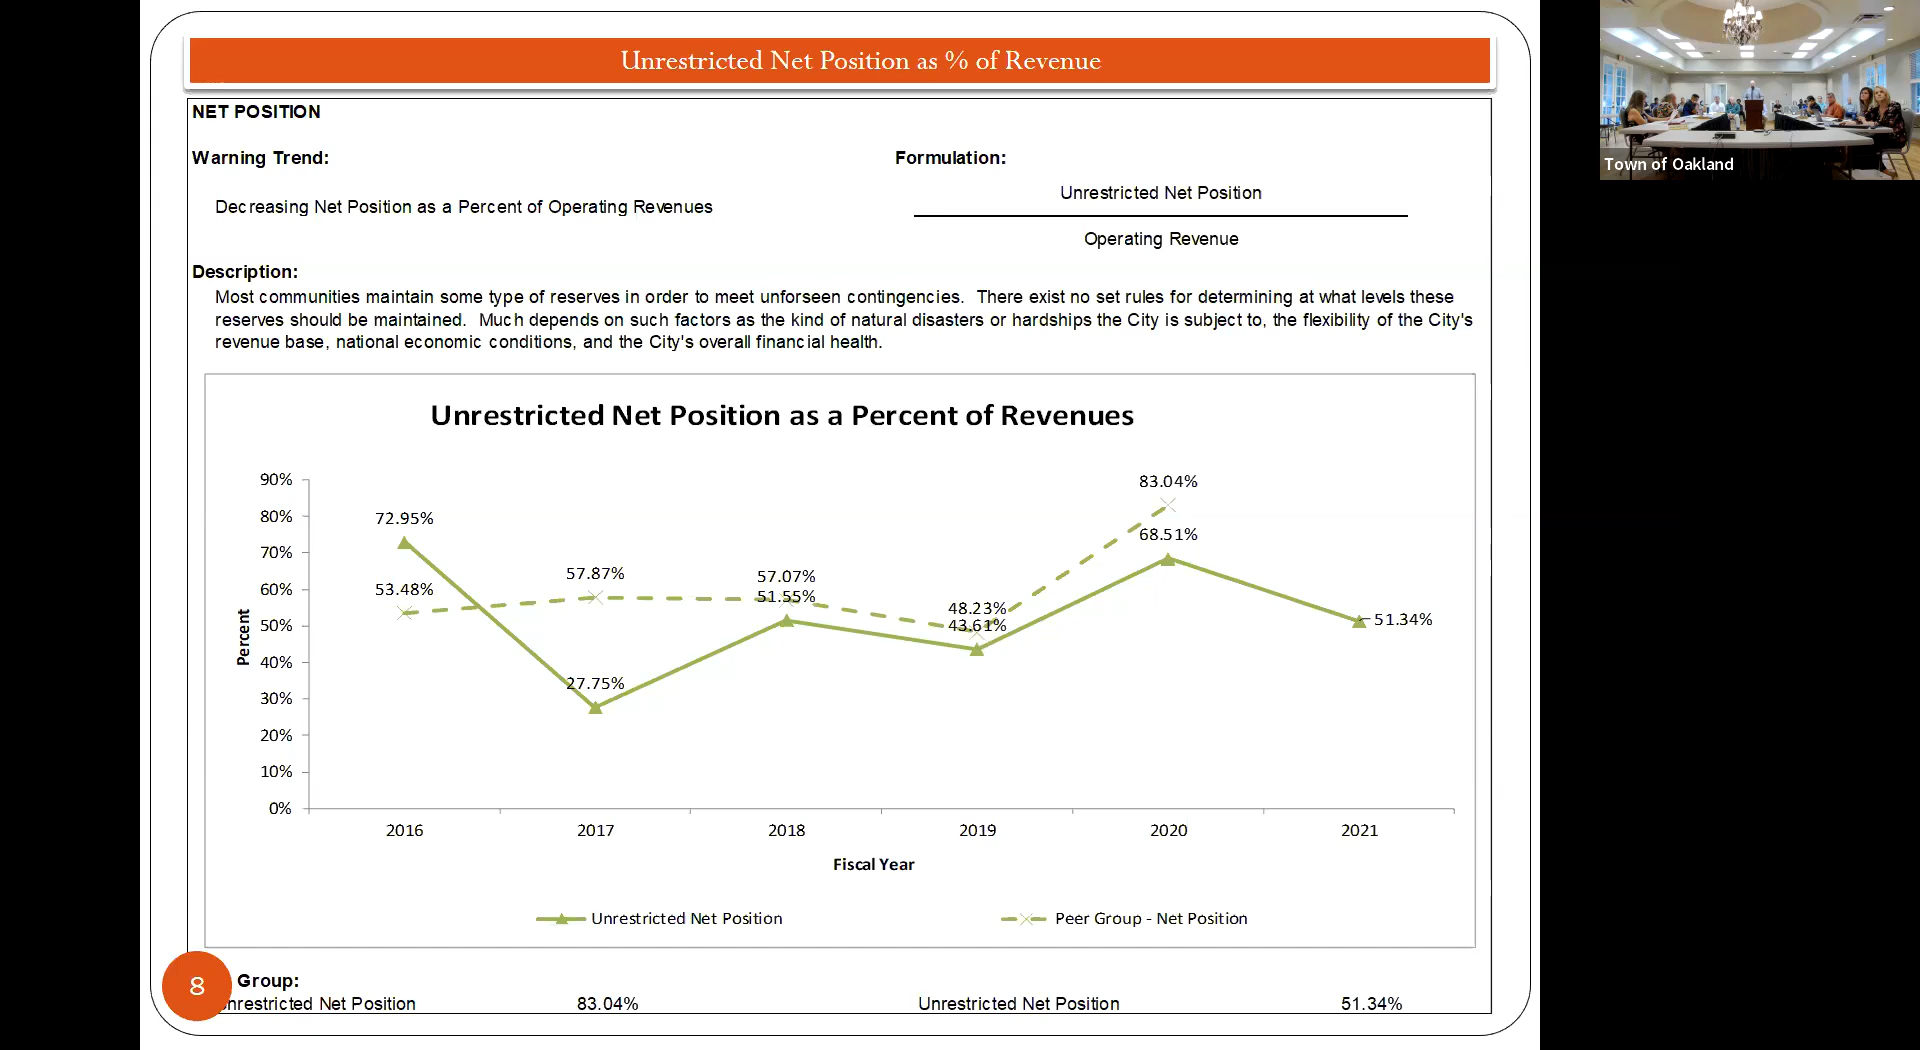 Unrestricted Net Position as % of Revenue
NET POSITION
Warning Trend:
Formulation:
Unrestricted Net Position
Decreasing Net Position as a Percent of Operating Revenues
Operating Revenue
Description:
Most communities maintain some type of reserves in order to meet unforseen contingencies. There exist no set rules for determining at what levels these
reserves should be maintained. Much depends on such factors as the kind of natural disasters or hardships the City is subject to, the flexibility of the City's
revenue base, national economic conditions, and the City's overall financial health.
Unrestricted Net Position as a Percent of Revenues
90%
80%
70%
60%
50%
40%
30%
20%
10%
0%
Percent
72.95%
53.48%
57.87%
27.75%
57.07%
51.55%
48.23%
43.61%
83.04%
68.51%
51.34%
2016
2017
2018
2019
2020
2021
Fiscal Year
Unrestricted Net Position
Peer Group - Net Position
8
Group:
Unrestricted Net Position
83.04%
Unrestricted Net Position
51.34%
Town of Oakland